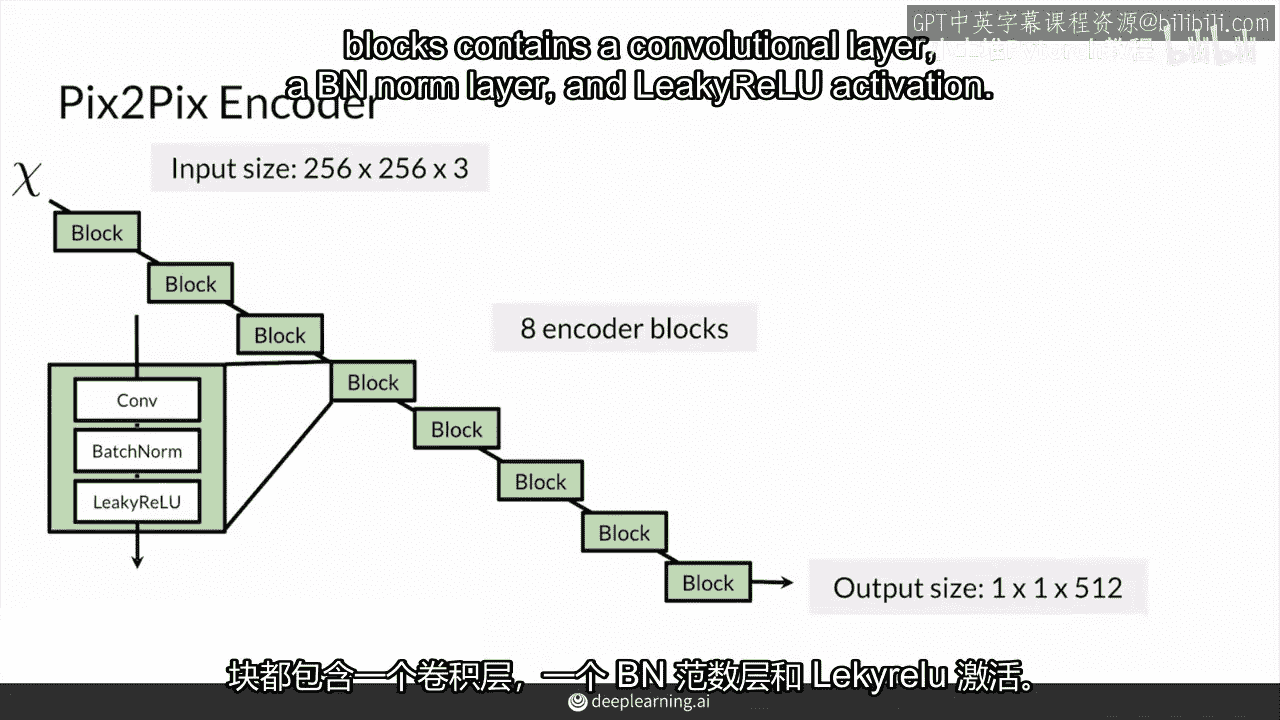 GPT中英字幕课程资源@bilibili.com
blocks contains a convolutional layer,
a BN norm layer, and LeakyReLU activation.
Pix2Pix Encoder
χ
Input size: 256 x 256 x 3
Block
Block
Block
8 encoder blocks
Block
Conv
Block
BatchNorm
Block
LeakyReLU
Block
Block
Output size: 1 x 1 x 512
块都包含一个卷积层，一个 BN 范数层和 Lekyrelu 激活。
deeplearning.ai